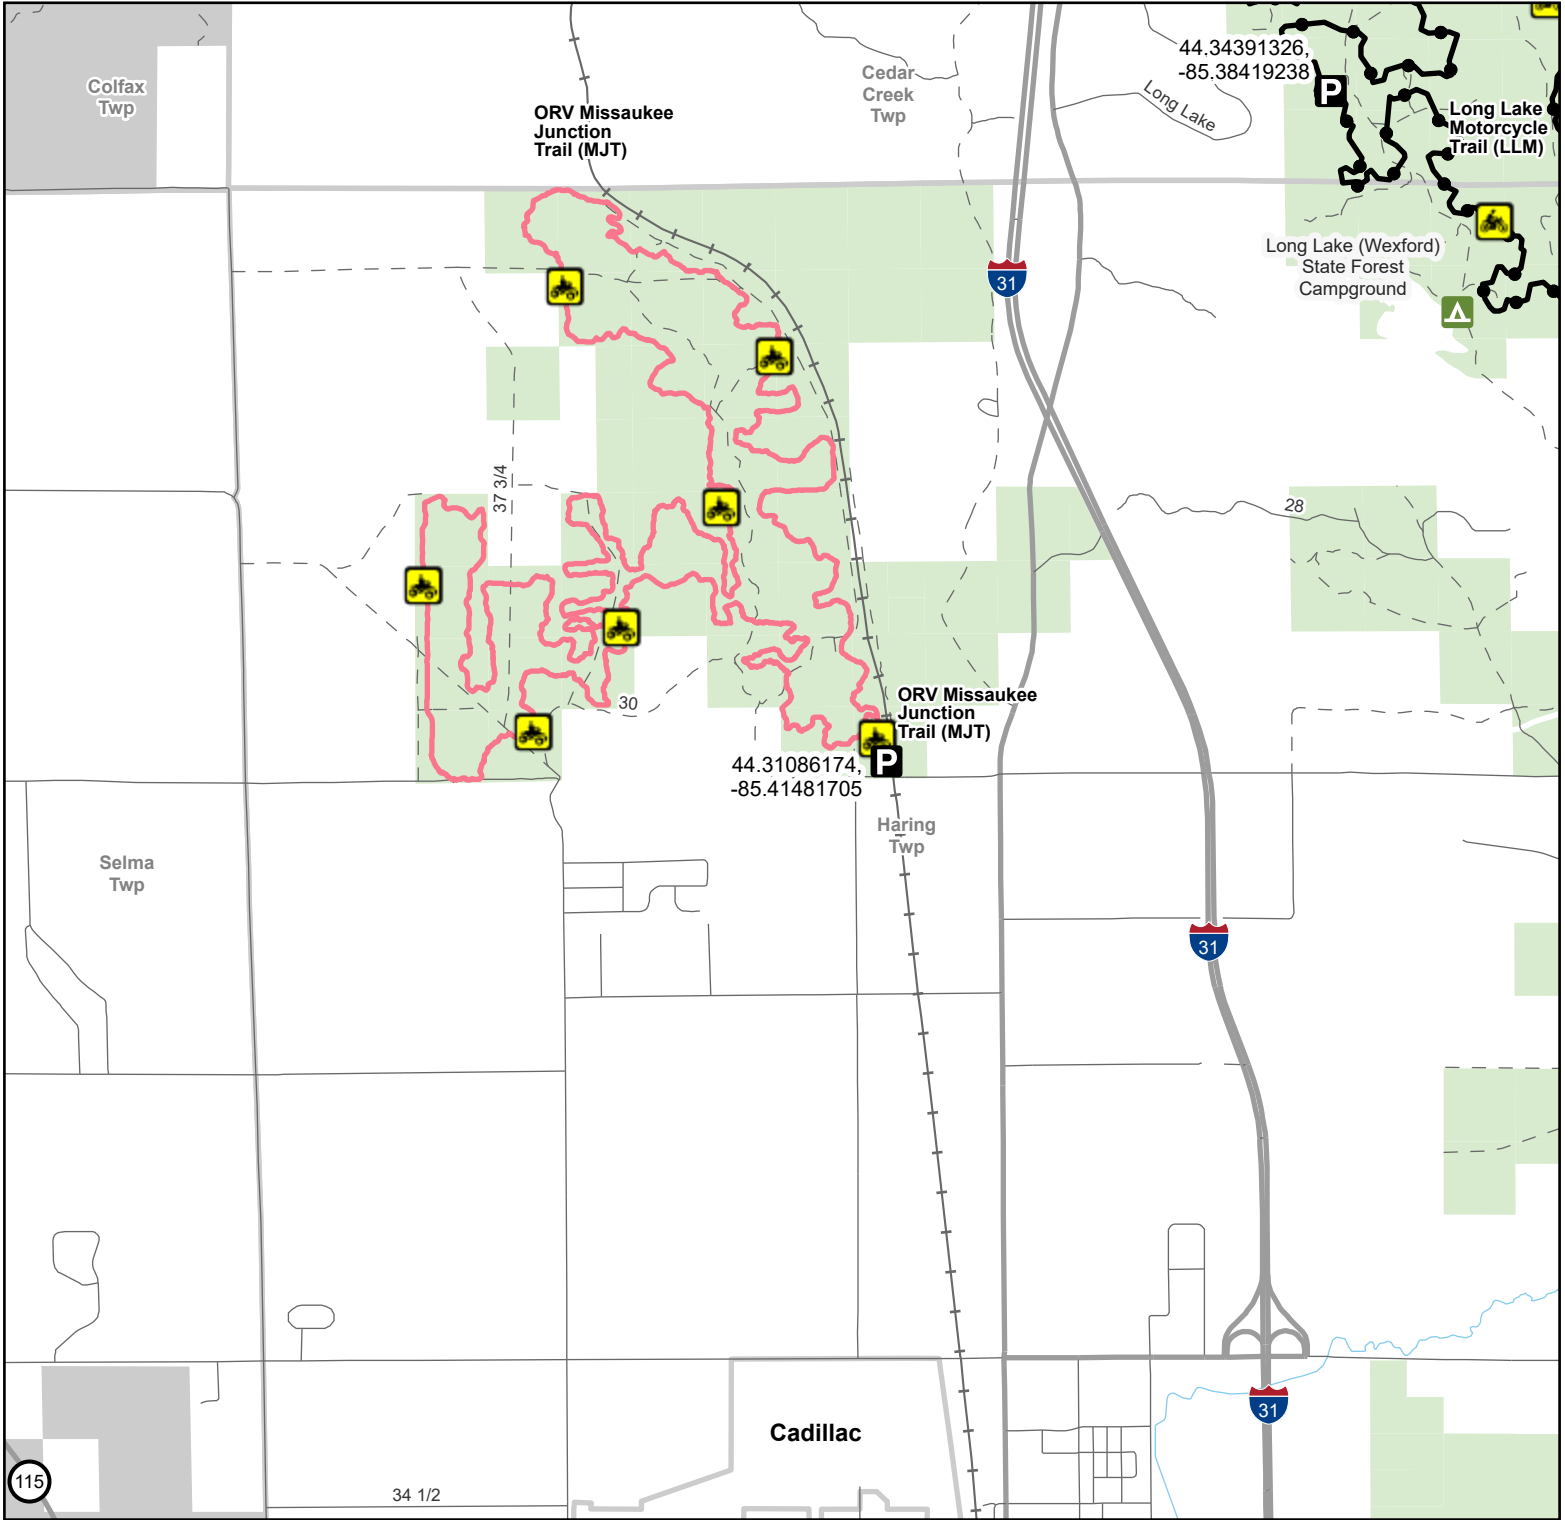 44.34391326,
-85.38419238
P
Colfax
Twp
Cedar
Creek
Twp
Long Lake
ORV Missaukee
Junction
Trail (MJT)
Long Lake
Motorcycle
Trail (LLM)
Long Lake (Wexford)
State Forest
Campground
31
37 3/4
28
30
ORV Missaukee
Junction
Trail (MJT)
P
44.31086174,
-85.41481705
Haring
Twp
Selma
Twp
31
31
Cadillac
115
34 1/2